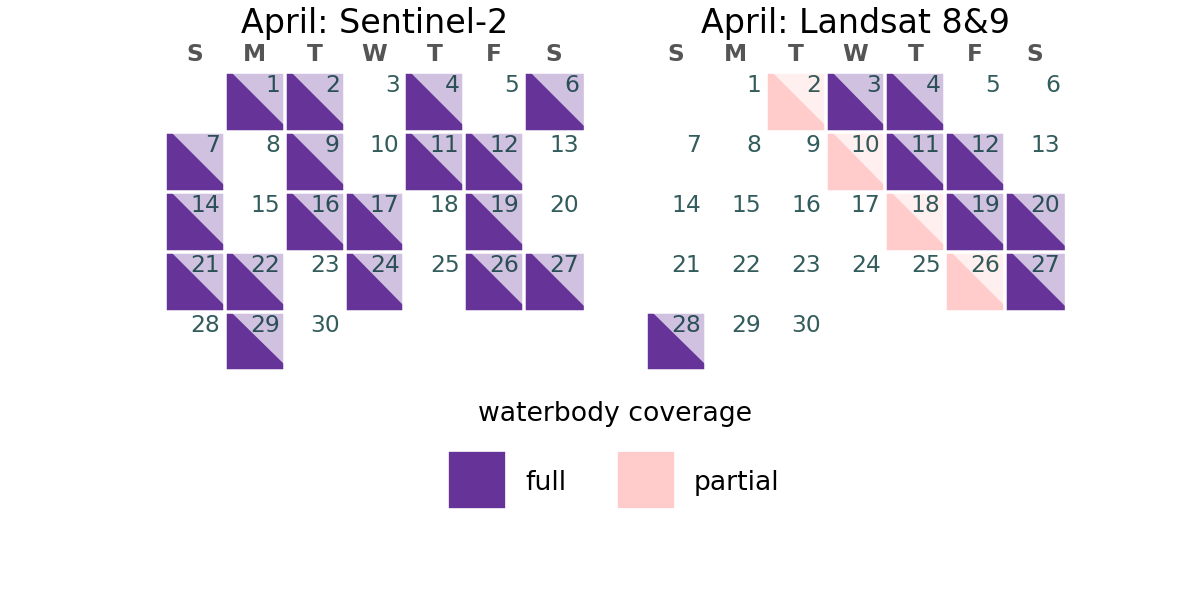 April: Sentinel-2
S M T W T F S
1 2 3 4 5 6
7 8 9 10 11 12 13
14 15 16 17 18 19 20
21 22 23 24 25 26 27
28 29 30
April: Landsat 8&9
S M T W T F S
1 2 3 4 5 6
7 8 9 10 11 12 13
14 15 16 17 18 19 20
21 22 23 24 25 26 27
28 29 30
waterbody coverage
full partial